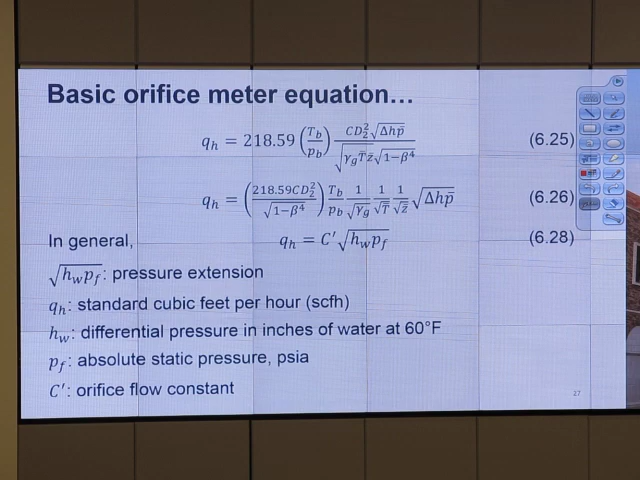 Basic orifice meter equation…
q_h = 218.59 (T_b/p_b) CD_2^2 √(Δh p̄) / (√(γ_g T̄ z̄) √(1−β^4)) (6.25)
q_h = (218.59CD_2^2 / √(1−β^4)) T_b/p_b 1/√γ_g 1/√T̄ 1/√z̄ √(Δh p̄) (6.26)
In general, q_h = C′√(h_w p_f) (6.28)
√(h_w p_f): pressure extension
q_h: standard cubic feet per hour (scfh)
h_w: differential pressure in inches of water at 60°F
p_f: absolute static pressure, psia
C′: orifice flow constant
27